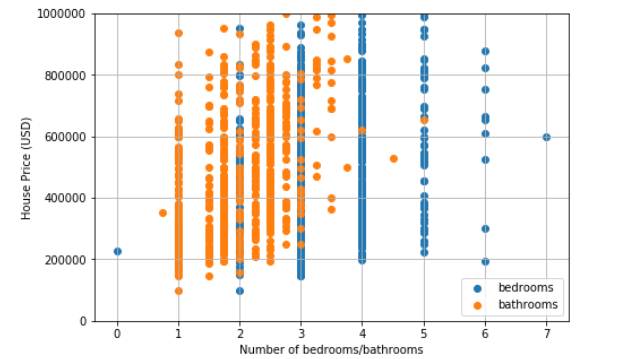 1000000
800000
600000
400000
200000
0
House Price (USD)
0 1 2 3 4 5 6 7
Number of bedrooms/bathrooms
bedrooms
bathrooms